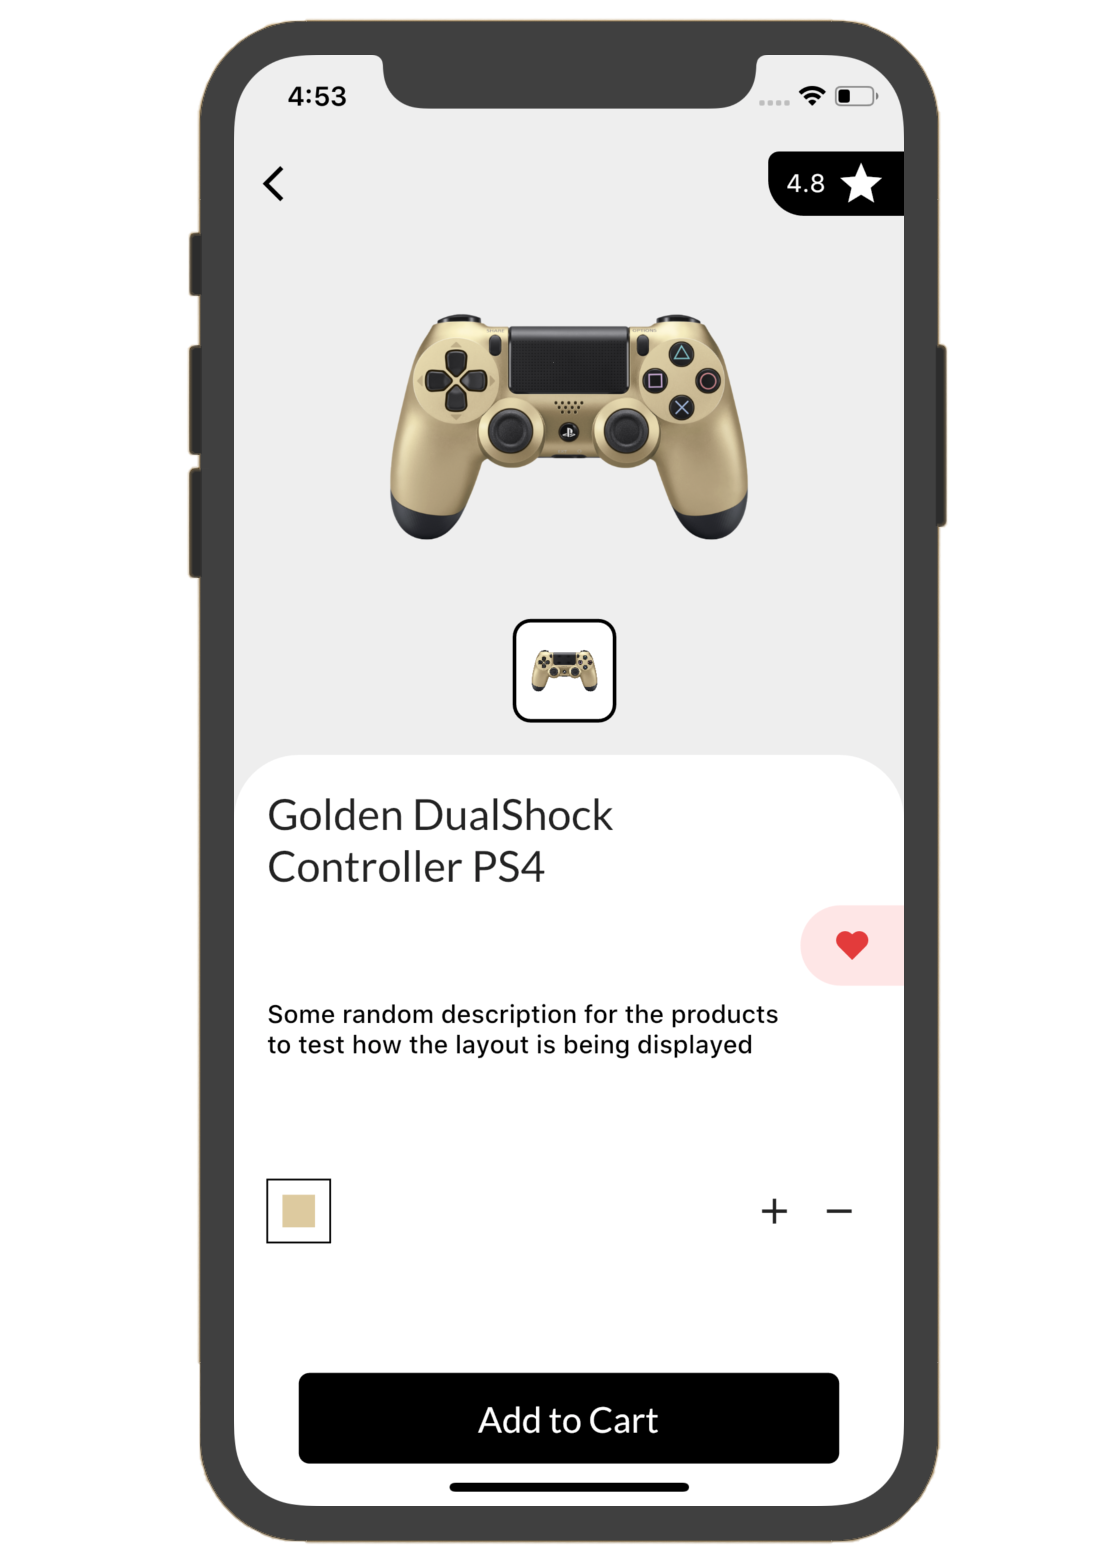 4:53
4.8
Golden DualShock
Controller PS4
Some random description for the products
to test how the layout is being displayed
Add to Cart